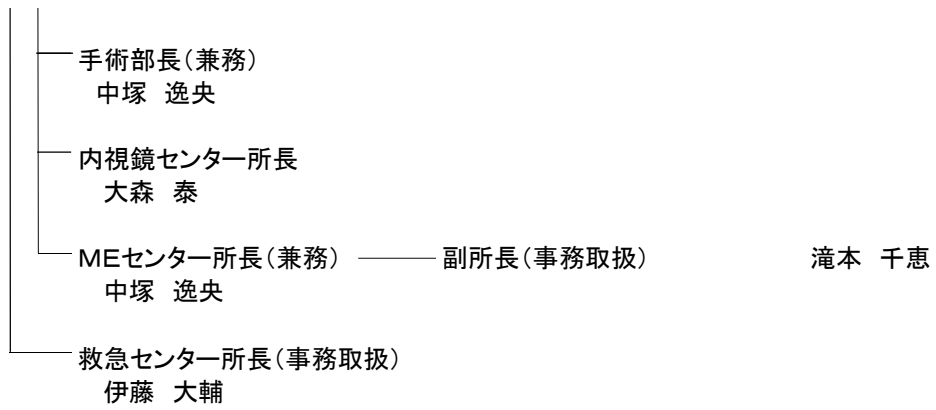 手術部長(兼務)
中塚 逸央
内視鏡センター所長
大森 泰
MEセンター所長(兼務) 副所長(事務取扱) 滝本 千恵
中塚 逸央
救急センター所長(事務取扱)
伊藤 大輔